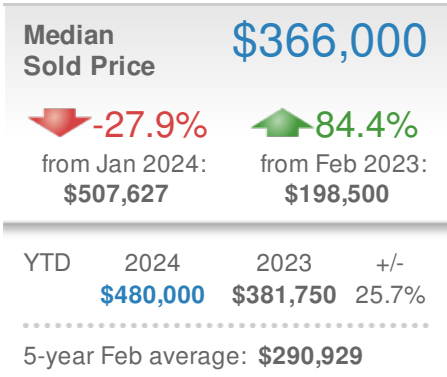 Median $366,000
Sold Price
-27.9% 84.4%
from Jan 2024: from Feb 2023:
$507,627 $198,500
YTD 2024 2023 +/-
$480,000 $381,750 25.7%
5-year Feb average: $290,929